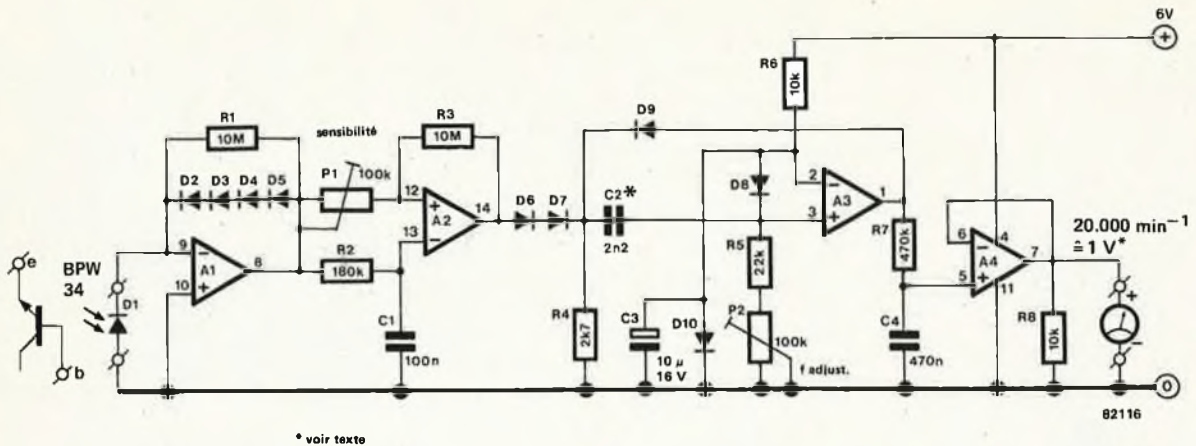 6V
+
R6
10k
R1
10M
sensibilité
R3
10M
D9
D2 D3 D4 D5
P1
100k
12
+
A2
14
-
13
D6 D7
C2*
2n2
D8
2
-
A3
1
3
+
R7
470k
R5
22k
6
-
4
A4
7
5
+
11
20.000 min⁻¹
≙ 1 V*
e
BPW
34
D1
b
9
-
A1
8
10
+
R2
180k
C1
100n
R4
2k7
C3
10 µ
16 V
D10
P2
100k
f adjust.
C4
470n
R8
10k
+
-
0
82116
* voir texte